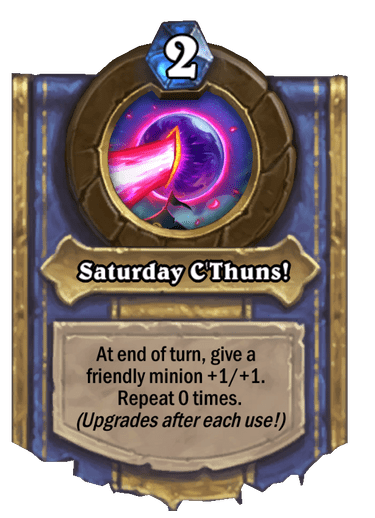 2
Saturday C'Thuns!
At end of turn, give a
friendly minion +1/+1.
Repeat 0 times.
(Upgrades after each use!)